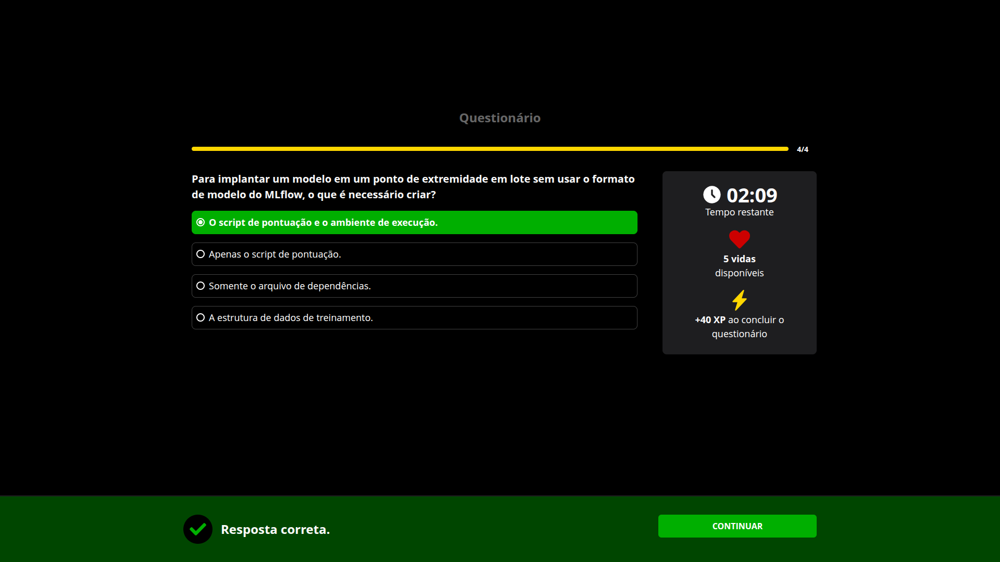 Questionário
4/4
Para implantar um modelo em um ponto de extremidade em lote sem usar o formato
de modelo do MLflow, o que é necessário criar?
O script de pontuação e o ambiente de execução.
Apenas o script de pontuação.
Somente o arquivo de dependências.
A estrutura de dados de treinamento.
02:09
Tempo restante
5 vidas
disponíveis
+40 XP ao concluir o
questionário
Resposta correta.
CONTINUAR